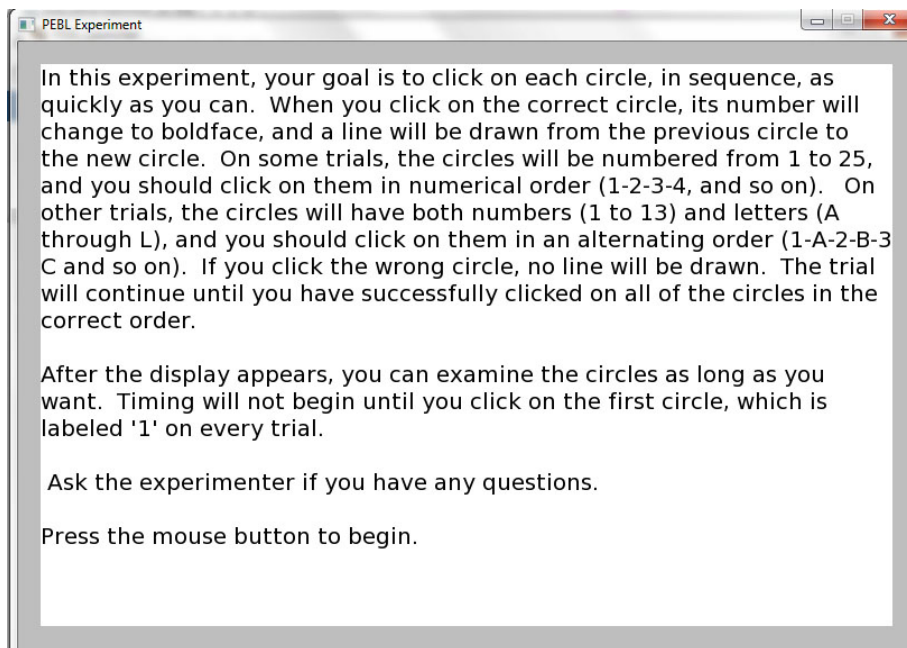 PEBL Experiment
In this experiment, your goal is to click on each circle, in sequence, as
quickly as you can. When you click on the correct circle, its number will
change to boldface, and a line will be drawn from the previous circle to
the new circle. On some trials, the circles will be numbered from 1 to 25,
and you should click on them in numerical order (1-2-3-4, and so on). On
other trials, the circles will have both numbers (1 to 13) and letters (A
through L), and you should click on them in an alternating order (1-A-2-B-3
C and so on). If you click the wrong circle, no line will be drawn. The trial
will continue until you have successfully clicked on all of the circles in the
correct order.
After the display appears, you can examine the circles as long as you
want. Timing will not begin until you click on the first circle, which is
labeled '1' on every trial.
Ask the experimenter if you have any questions.
Press the mouse button to begin.